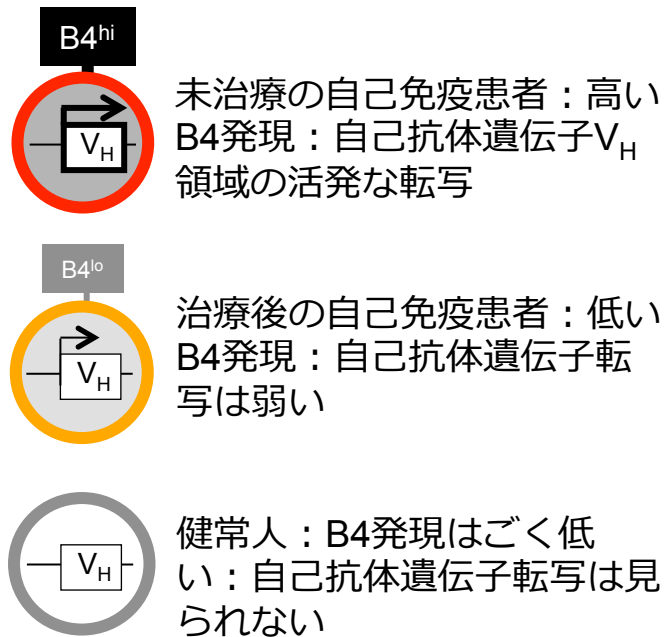 B4hi
VH
未治療の自己免疫患者：高い
B4発現：自己抗体遺伝子VH
領域の活発な転写
B4lo
VH
治療後の自己免疫患者：低い
B4発現：自己抗体遺伝子転
写は弱い
VH
健常人：B4発現はごく低
い：自己抗体遺伝子転写は見
られない